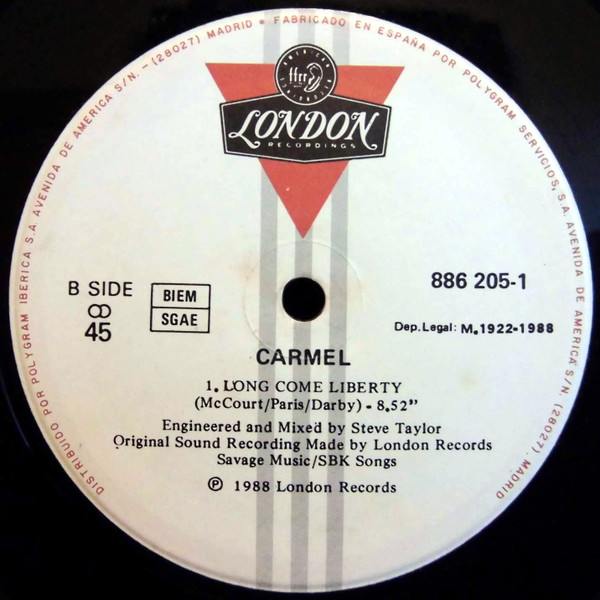 DISTRIBUIDO POR POLYGRAM IBERICA S.A. AVENIDA DE AMERICA S/N. - (28027) MADRID • FABRICADO EN ESPAÑA POR POLYGRAM SERVICIOS, S.A. AVENIDA DE AMERICA S/N. (28027). MADRID
ffrr
LONDON
RECORDINGS
B SIDE
45
BIEM
SGAE
886 205-1
Dep. Legal: M.1922-1988
CARMEL
1. LONG COME LIBERTY
(McCourt/Paris/Darby) - 8.52"
Engineered and Mixed by Steve Taylor
Original Sound Recording Made by London Records
Savage Music/SBK Songs
℗ 1988 London Records